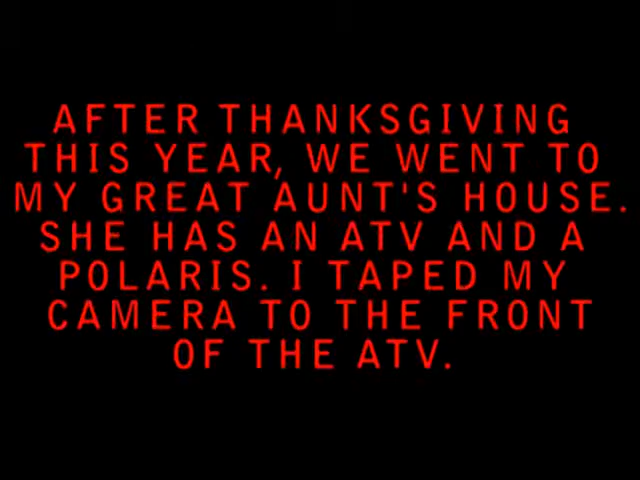 AFTER THANKSGIVING
THIS YEAR, WE WENT TO
MY GREAT AUNT'S HOUSE.
SHE HAS AN ATV AND A
POLARIS. I TAPED MY
CAMERA TO THE FRONT
OF THE ATV.